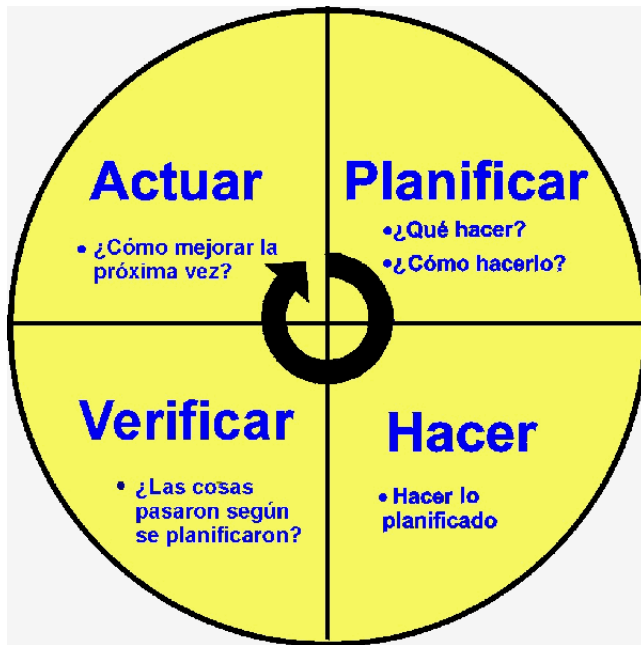 Actuar
• ¿Cómo mejorar la
próxima vez?
Planificar
•¿Qué hacer?
•¿Cómo hacerlo?
Verificar
• ¿Las cosas
pasaron según
se planificaron?
Hacer
• Hacer lo
planificado